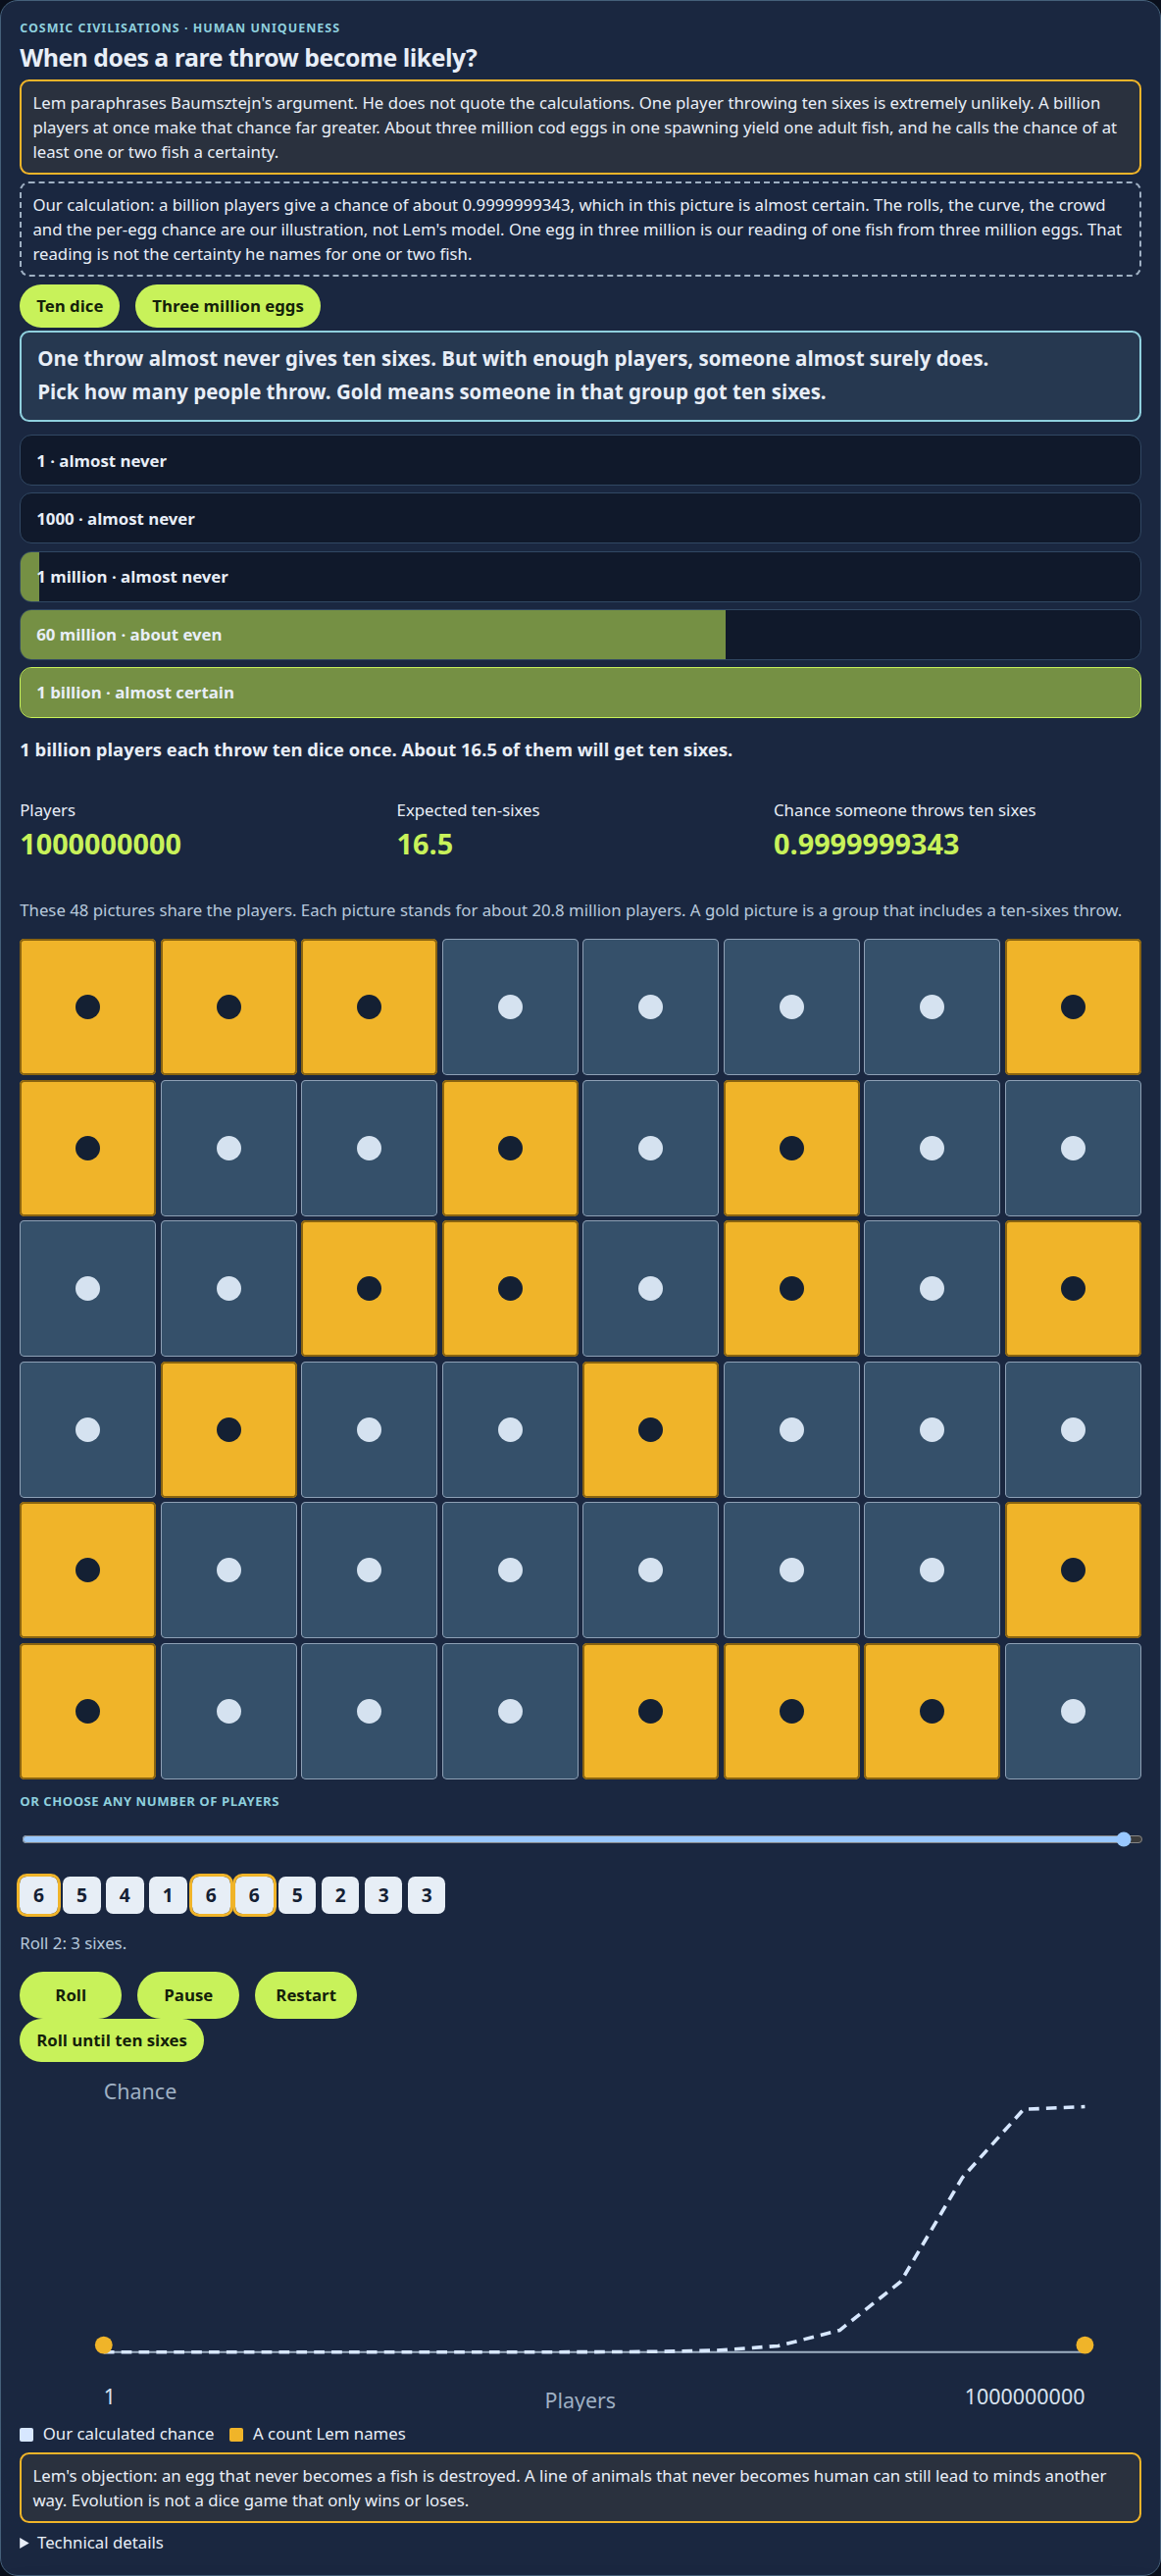 COSMIC CIVILISATIONS · HUMAN UNIQUENESS
When does a rare throw become likely?
Lem paraphrases Baumsztejn's argument. He does not quote the calculations. One player throwing ten sixes is extremely unlikely. A billion
players at once make that chance far greater. About three million cod eggs in one spawning yield one adult fish, and he calls the chance of at
least one or two fish a certainty.
Our calculation: a billion players give a chance of about 0.9999999343, which in this picture is almost certain. The rolls, the curve, the crowd
and the per-egg chance are our illustration, not Lem's model. One egg in three million is our reading of one fish from three million eggs. That
reading is not the certainty he names for one or two fish.
Ten dice
Three million eggs
One throw almost never gives ten sixes. But with enough players, someone almost surely does.
Pick how many people throw. Gold means someone in that group got ten sixes.
1 · almost never
1000 · almost never
1 million · almost never
60 million · about even
1 billion · almost certain
1 billion players each throw ten dice once. About 16.5 of them will get ten sixes.
Players
1000000000
Expected ten-sixes
16.5
Chance someone throws ten sixes
0.9999999343
These 48 pictures share the players. Each picture stands for about 20.8 million players. A gold picture is a group that includes a ten-sixes throw.
OR CHOOSE ANY NUMBER OF PLAYERS
6 5 4 1 6 6 5 2 3 3
Roll 2: 3 sixes.
Roll
Pause
Restart
Roll until ten sixes
Chance
1
Players
1000000000
Our calculated chance
A count Lem names
Lem's objection: an egg that never becomes a fish is destroyed. A line of animals that never becomes human can still lead to minds another
way. Evolution is not a dice game that only wins or loses.
Technical details